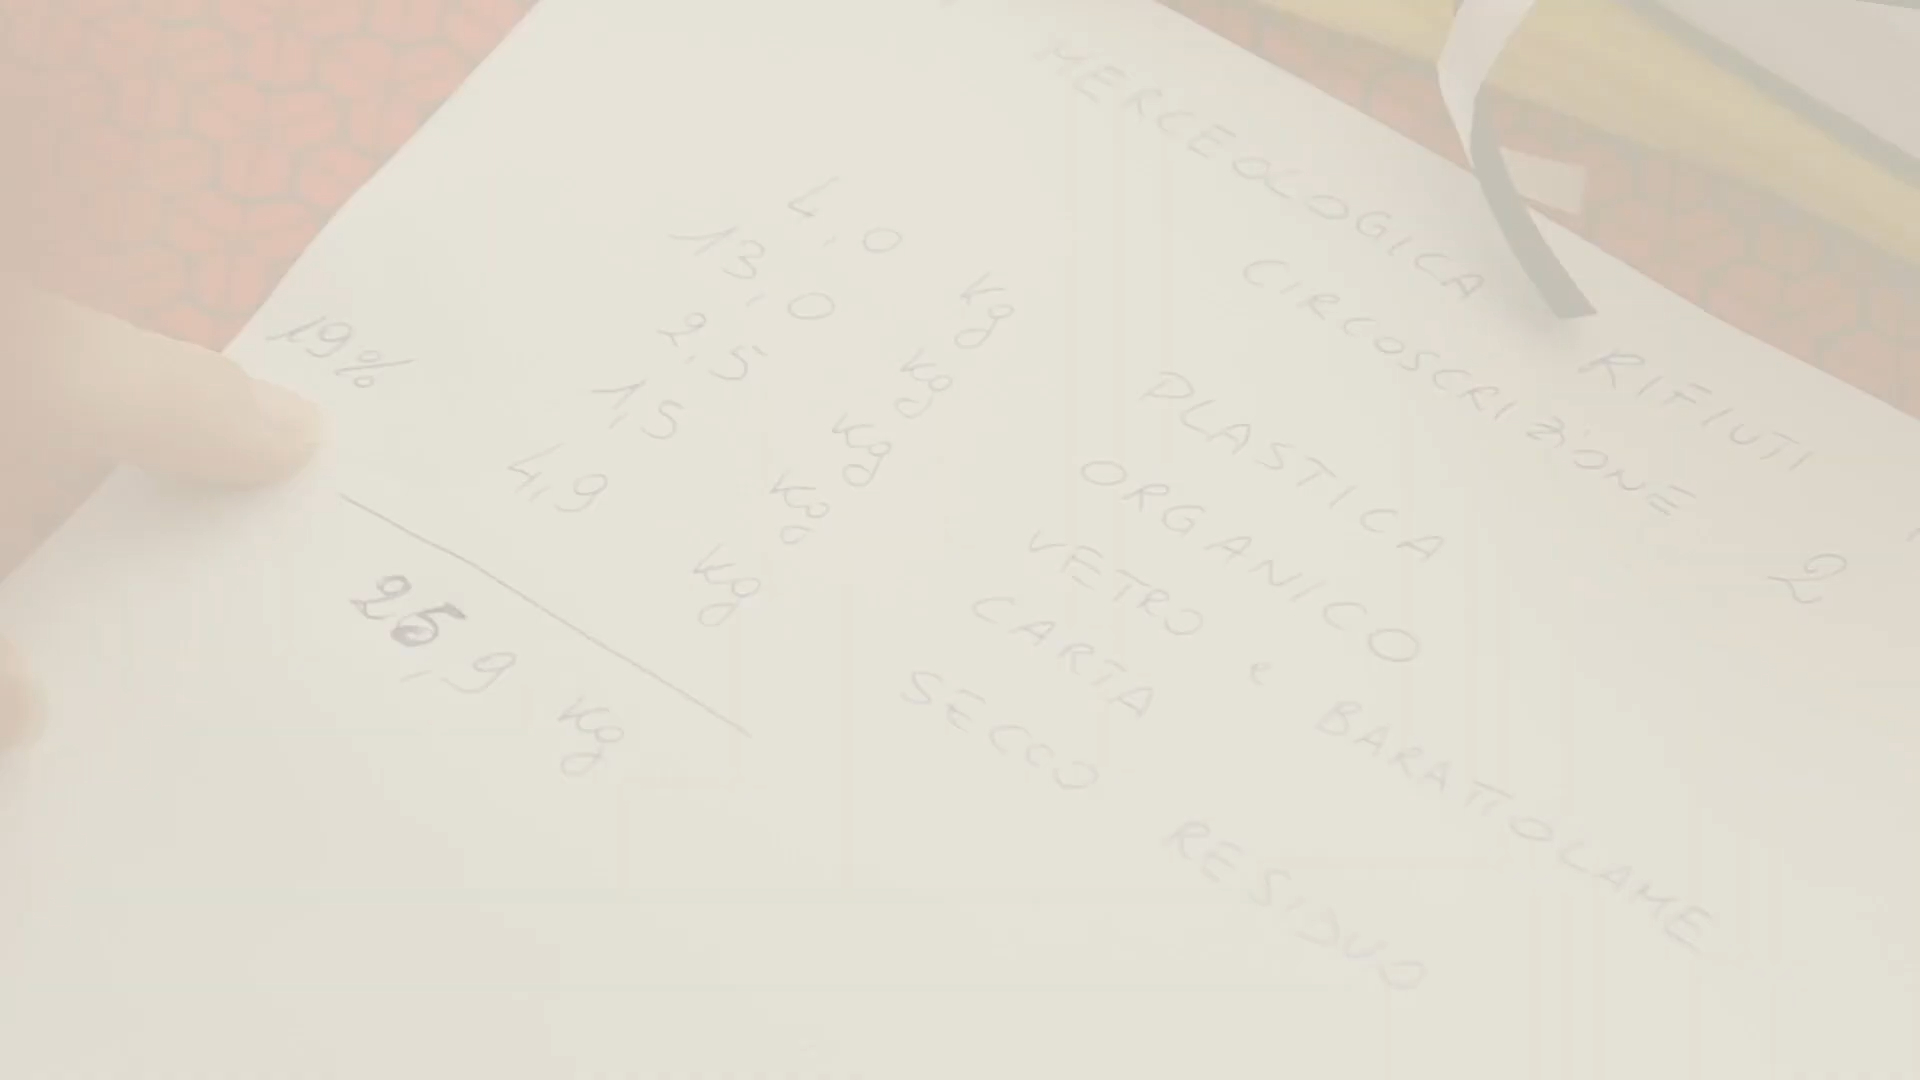 MERCEOLOGICA RIFIUTI
CIRCOSCRIZIONE 2
4,0 kg PLASTICA
13,0 kg ORGANICO
2,5 kg VETRO e BARATTOLAME
1,5 kg CARTA
19% 4,9 kg SECCO RESIDUO
25,9 kg